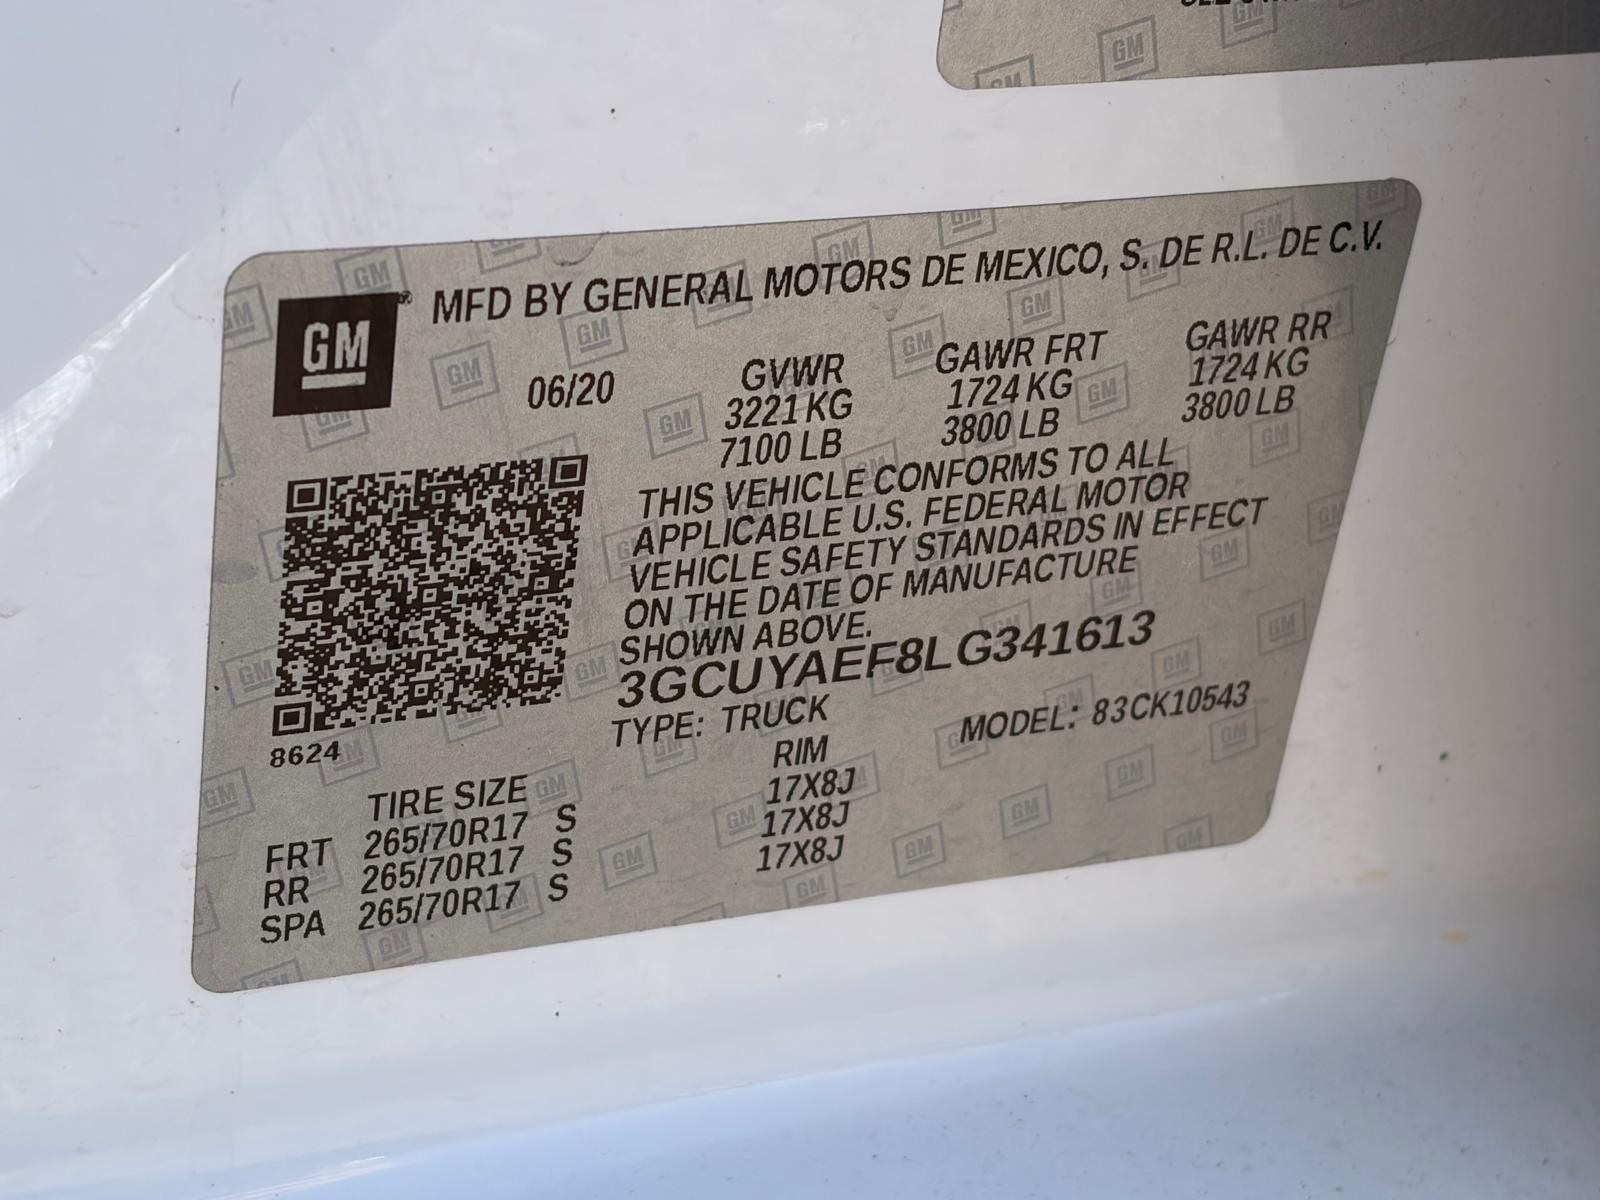 GM
MFD BY GENERAL MOTORS DE MEXICO, S. DE R.L. DE C.V.
06/20
GVWR
3221 KG
7100 LB
GAWR FRT
1724 KG
3800 LB
GAWR RR
1724 KG
3800 LB
THIS VEHICLE CONFORMS TO ALL
APPLICABLE U.S. FEDERAL MOTOR
VEHICLE SAFETY STANDARDS IN EFFECT
ON THE DATE OF MANUFACTURE
SHOWN ABOVE.
3GCUYAEF8LG341613
TYPE: TRUCK MODEL: 83CK10543
8624
TIRE SIZE RIM
FRT 265/70R17 S 17X8J
RR 265/70R17 S 17X8J
SPA 265/70R17 S 17X8J